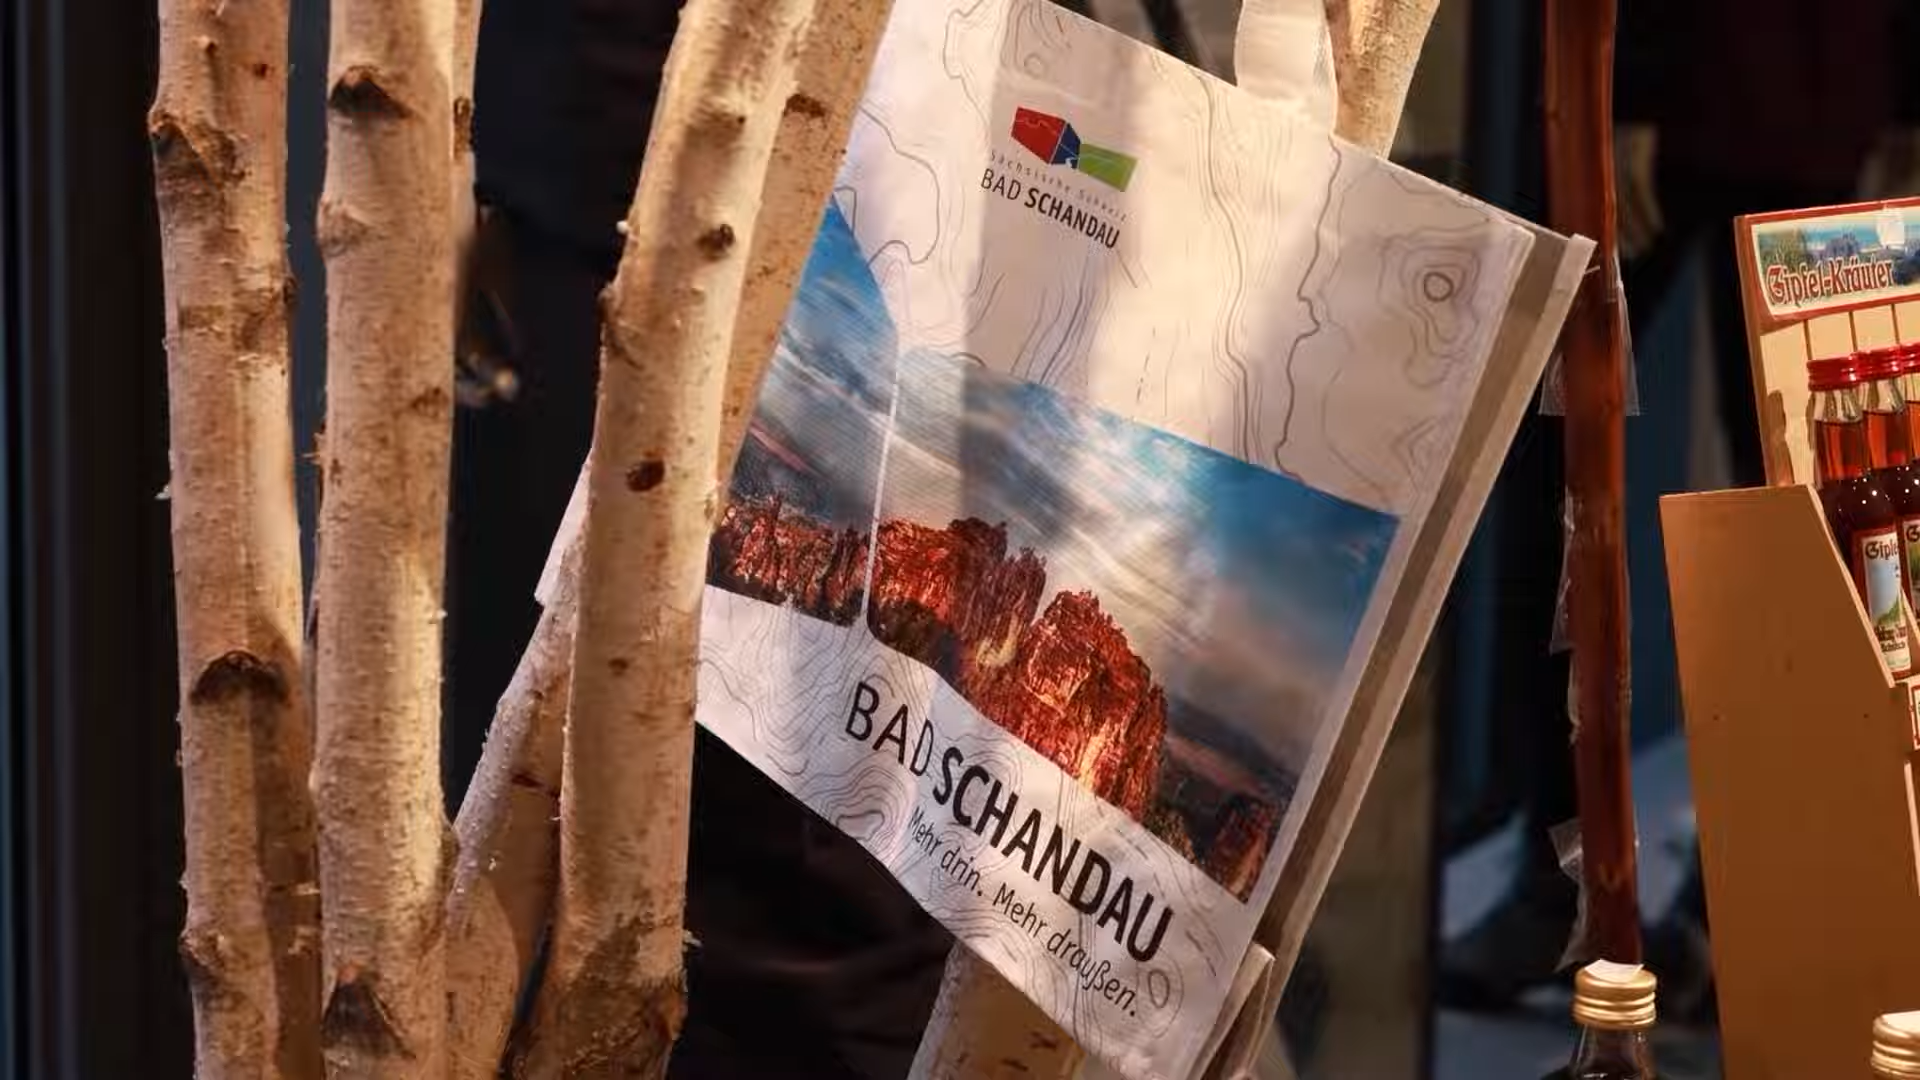 Sächsische Schweiz
BAD SCHANDAU
BAD SCHANDAU
Mehr drin. Mehr draußen.
Gipfel-Kräuter